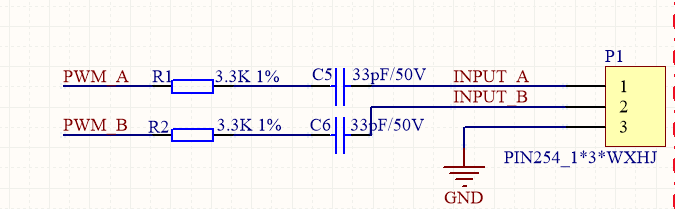 P1
PWM_A R1 3.3K 1% C5 33pF/50V INPUT_A 1
INPUT_B 2
PWM_B R2 3.3K 1% C6 33pF/50V 3
PIN254_1*3*WXHJ
GND